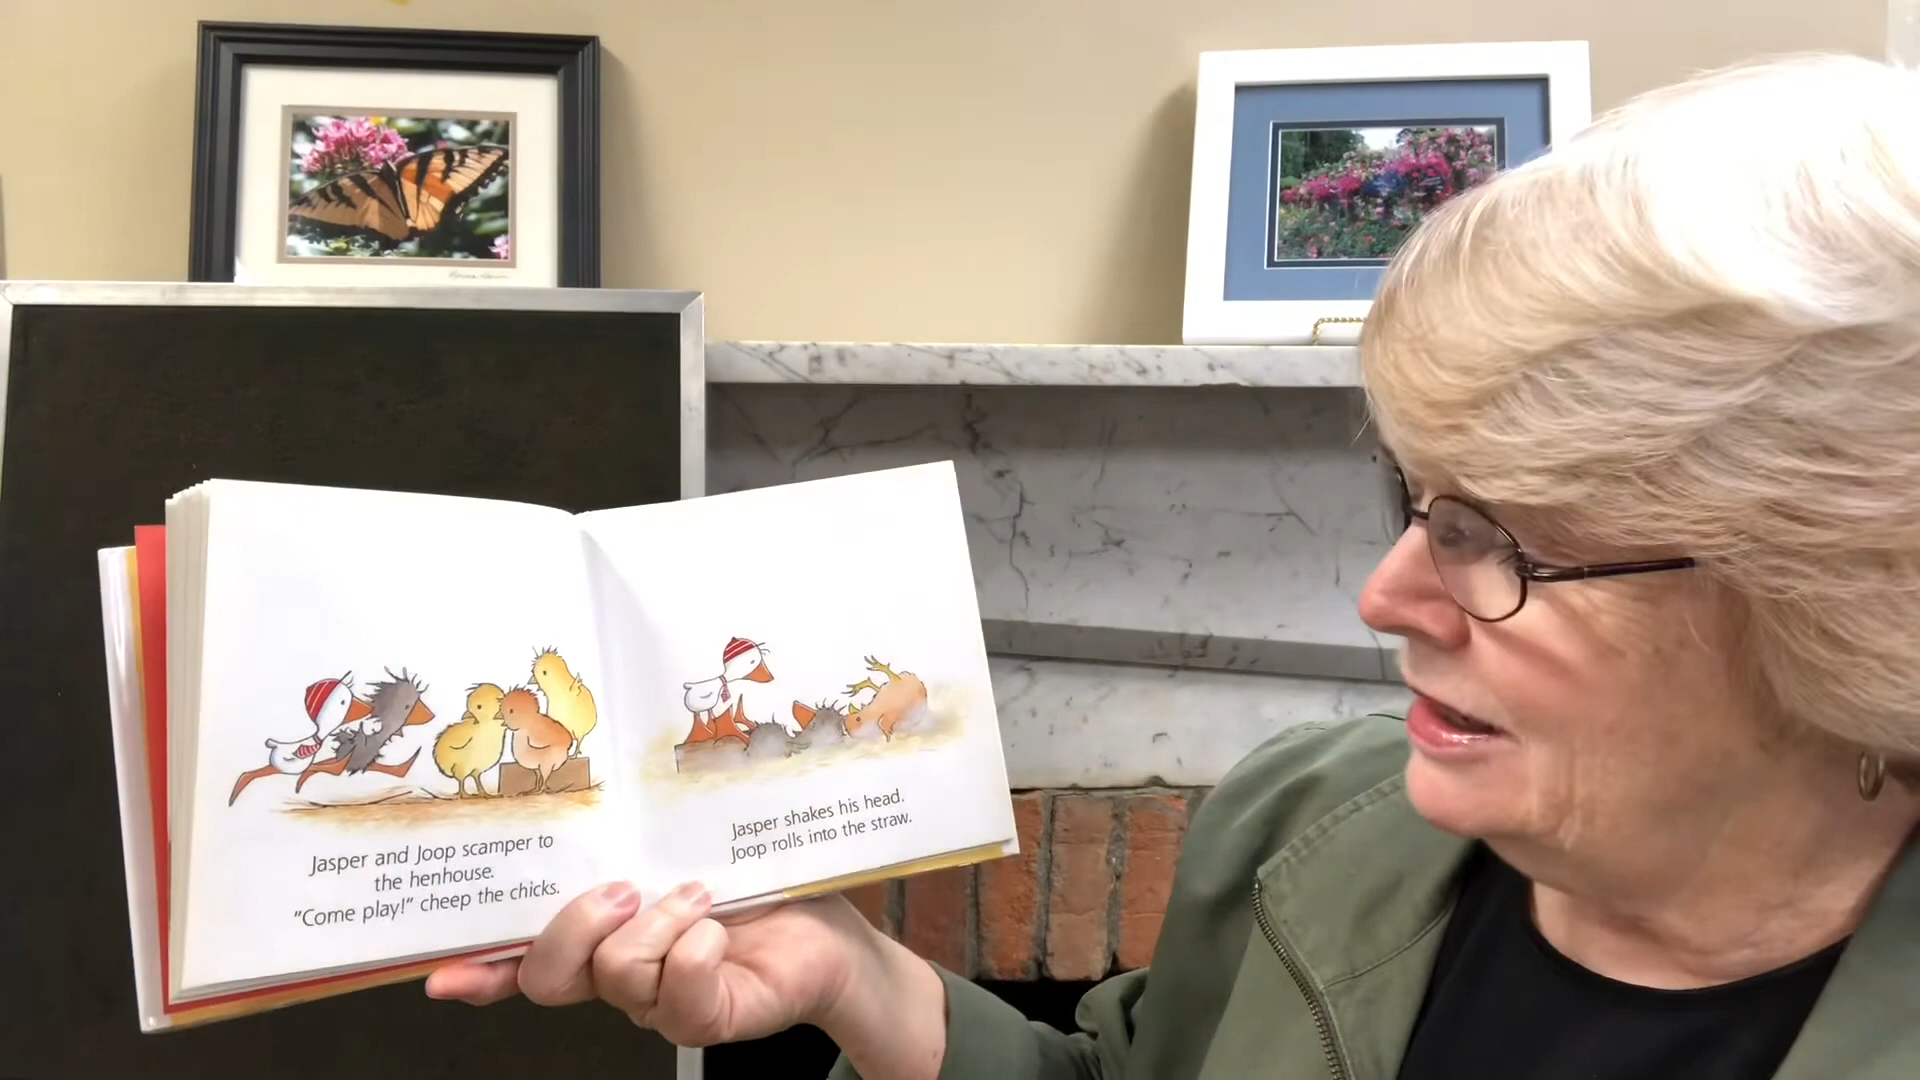 Jasper and Joop scamper to
the henhouse.
"Come play!" cheep the chicks.
Jasper shakes his head.
Joop rolls into the straw.